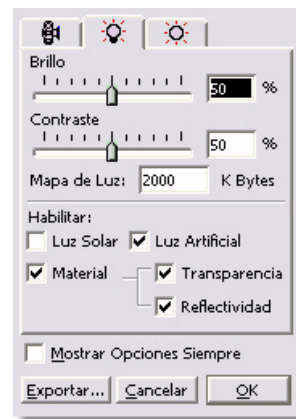 Brillo
50 %
Contraste
50 %
Mapa de Luz: 2000 K Bytes
Habilitar:
Luz Solar Luz Artificial
Material Transparencia
Reflectividad
Mostrar Opciones Siempre
Exportar... Cancelar OK